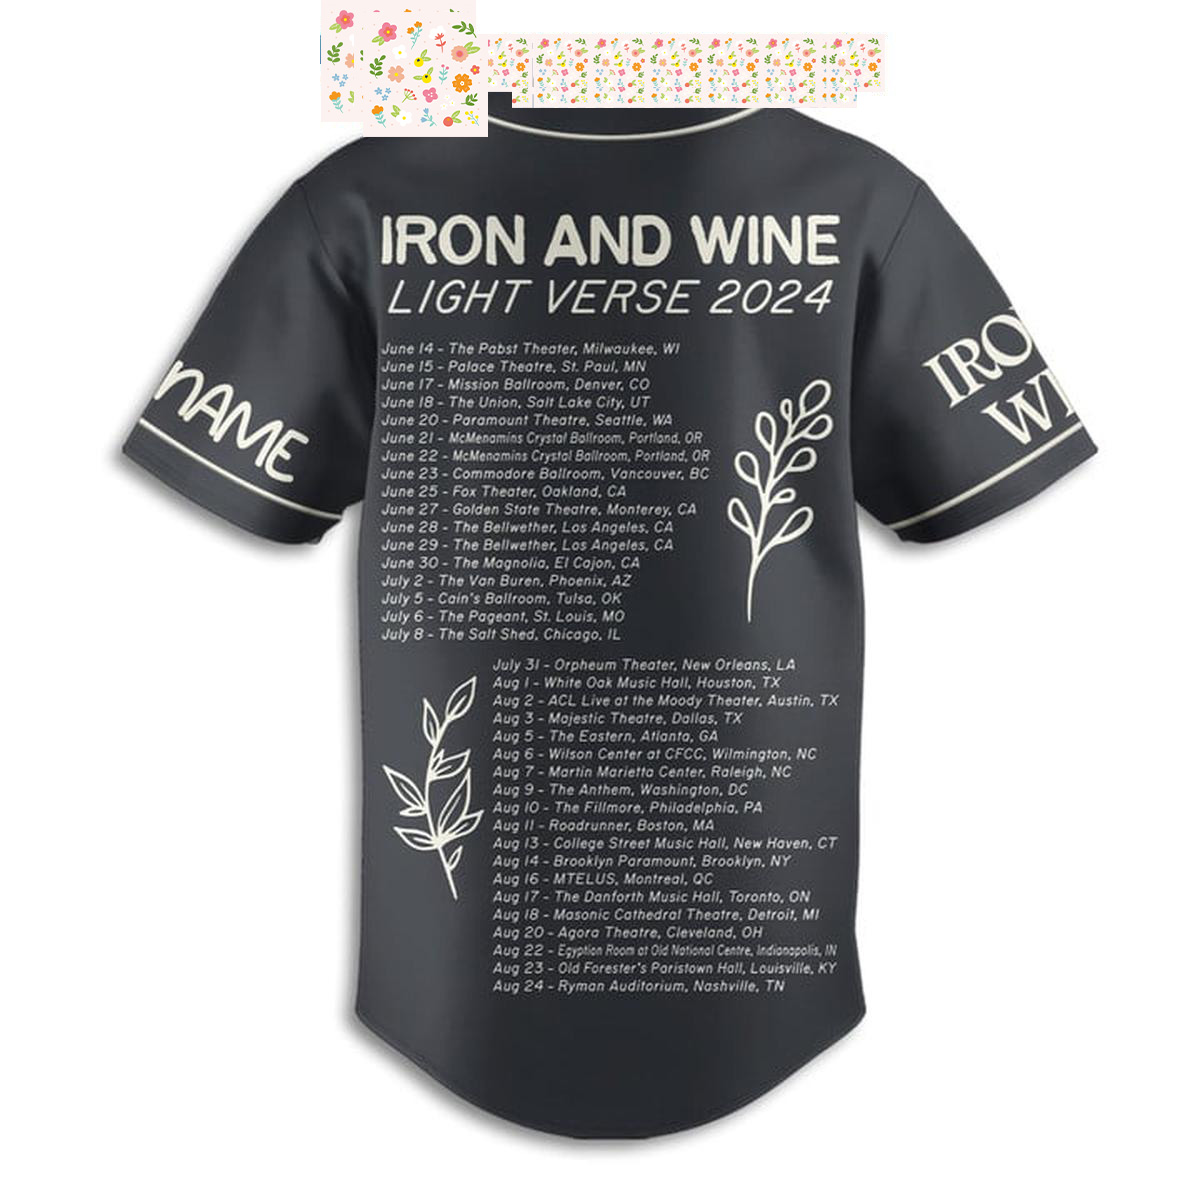 IRON AND WINE
LIGHT VERSE 2024
June 14 - The Pabst Theater, Milwaukee, WI
June 15 - Palace Theatre, St. Paul, MN
June 17 - Mission Ballroom, Denver, CO
June 18 - The Union, Salt Lake City, UT
June 20 - Paramount Theatre, Seattle, WA
June 21 - McMenamins Crystal Ballroom, Portland, OR
June 22 - McMenamins Crystal Ballroom, Portland, OR
June 23 - Commodore Ballroom, Vancouver, BC
June 25 - Fox Theater, Oakland, CA
June 27 - Golden State Theatre, Monterey, CA
June 28 - The Bellwether, Los Angeles, CA
June 29 - The Bellwether, Los Angeles, CA
June 30 - The Magnolia, El Cajon, CA
July 2 - The Van Buren, Phoenix, AZ
July 5 - Cain's Ballroom, Tulsa, OK
July 6 - The Pageant, St. Louis, MO
July 8 - The Salt Shed, Chicago, IL
July 31 - Orpheum Theater, New Orleans, LA
Aug 1 - White Oak Music Hall, Houston, TX
Aug 2 - ACL Live at the Moody Theater, Austin, TX
Aug 3 - Majestic Theatre, Dallas, TX
Aug 5 - The Eastern, Atlanta, GA
Aug 6 - Wilson Center at CFCC, Wilmington, NC
Aug 7 - Martin Marietta Center, Raleigh, NC
Aug 9 - The Anthem, Washington, DC
Aug 10 - The Fillmore, Philadelphia, PA
Aug 11 - Roadrunner, Boston, MA
Aug 13 - College Street Music Hall, New Haven, CT
Aug 14 - Brooklyn Paramount, Brooklyn, NY
Aug 16 - MTELUS, Montreal, QC
Aug 17 - The Danforth Music Hall, Toronto, ON
Aug 18 - Masonic Cathedral Theatre, Detroit, MI
Aug 20 - Agora Theatre, Cleveland, OH
Aug 22 - Egyption Room at Old National Centre, Indianapolis, IN
Aug 23 - Old Forester's Paristown Hall, Louisville, KY
Aug 24 - Ryman Auditorium, Nashville, TN
NAME
IRO
WI